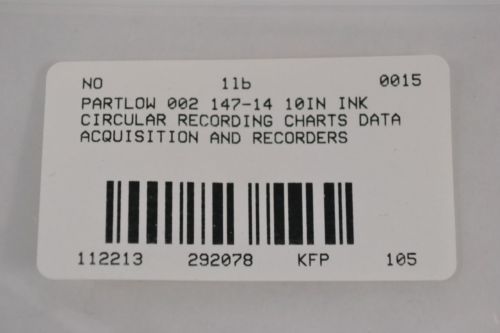 NO 1lb 0015
PARTLOW 002 147-14 10IN INK
CIRCULAR RECORDING CHARTS DATA
ACQUISITION AND RECORDERS
112213 292078 KFP 105